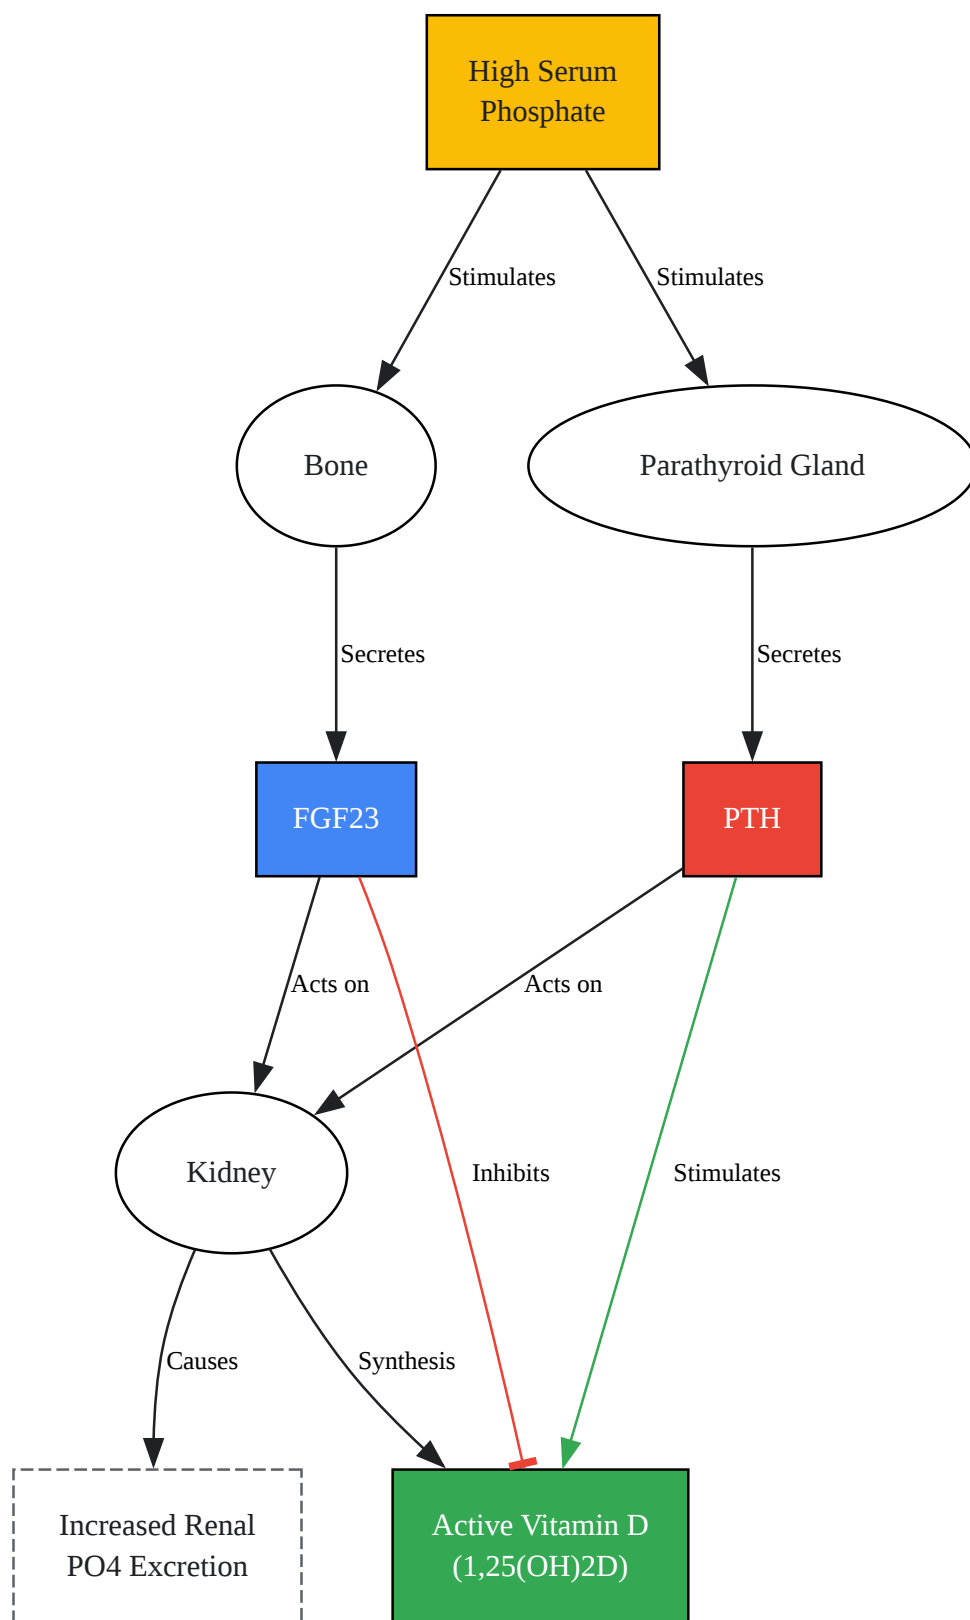 High Serum
Phosphate
Stimulates
Stimulates
Bone
Parathyroid Gland
Secretes
Secretes
FGF23
PTH
Acts on
Acts on
Kidney
Inhibits
Stimulates
Causes
Synthesis
Increased Renal
PO4 Excretion
Active Vitamin D
(1,25(OH)2D)